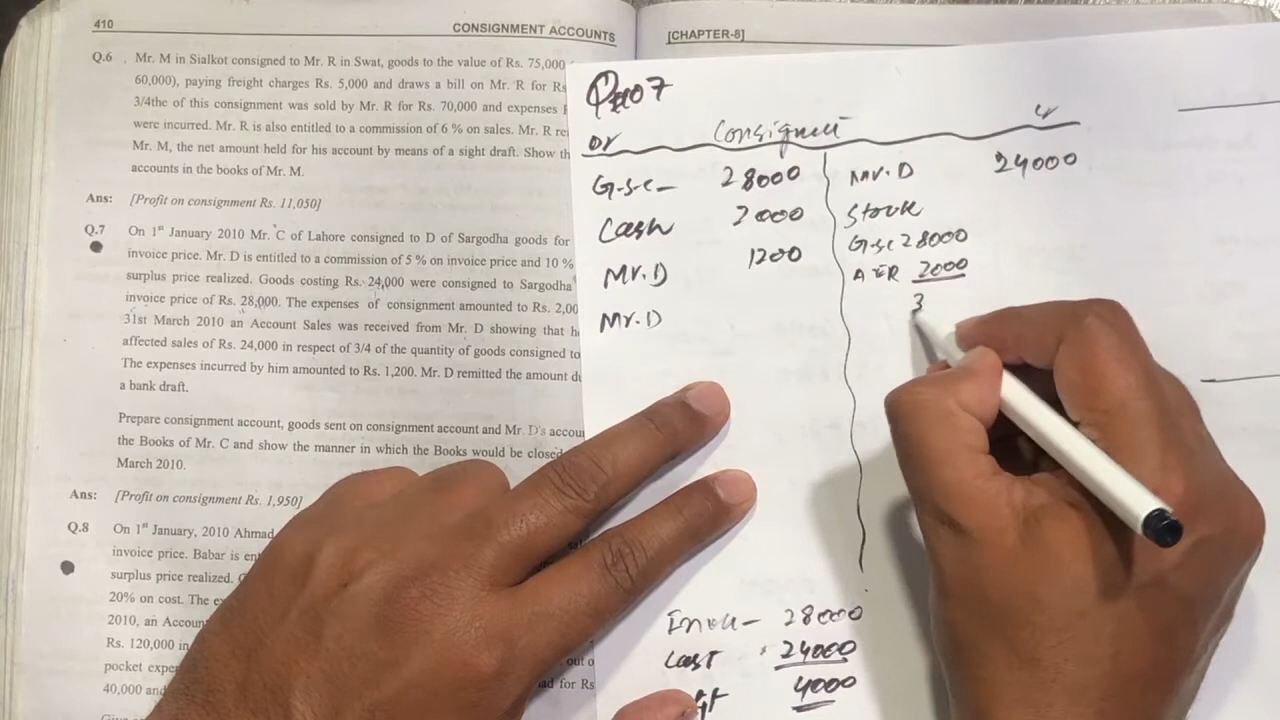 410
CONSIGNMENT ACCOUNTS
[CHAPTER-8]
Q.6 Mr. M in Sialkot consigned to Mr. R in Swat, goods to the value of Rs. 75,000
60,000), paying freight charges Rs. 5,000 and draws a bill on Mr. R for Rs
3/4the of this consignment was sold by Mr. R for Rs. 70,000 and expenses
were incurred. Mr. R is also entitled to a commission of 6 % on sales. Mr. R
Mr. M, the net amount held for his account by means of a sight draft. Show
accounts in the books of Mr. M.
Ans: [Profit on consignment Rs. 11,050]
Q.7 On 1st January 2010 Mr. C of Lahore consigned to D of Sargodha goods for
invoice price. Mr. D is entitled to a commission of 5 % on invoice price and 10 %
surplus price realized. Goods costing Rs. 24,000 were consigned to Sargodha
invoice price of Rs. 28,000. The expenses of consignment amounted to Rs. 2,00
31st March 2010 an Account Sales was received from Mr. D showing that
affected sales of Rs. 24,000 in respect of 3/4 of the quantity of goods consigned to
The expenses incurred by him amounted to Rs. 1,200. Mr. D remitted the amount
a bank draft.
Prepare consignment account, goods sent on consignment account and Mr. D's
the Books of Mr. C and show the manner in which the Books would be closed
March 2010.
Ans: [Profit on consignment Rs. 1,950]
Q.8 On 1st January, 2010 Ahmad
invoice price. Babar is
surplus price realized.
20% on cost. The
2010, an
Rs. 120,000 in
pocket
40,000 and
out
for Rs
07
Dr Consignment Cr
G.s.c 28000 Mr.D 24000
Cash 2000 Stock
Mr.D 1200 G.sc 28000
Mr.D 2000
3
28000
Cost 24000
4000